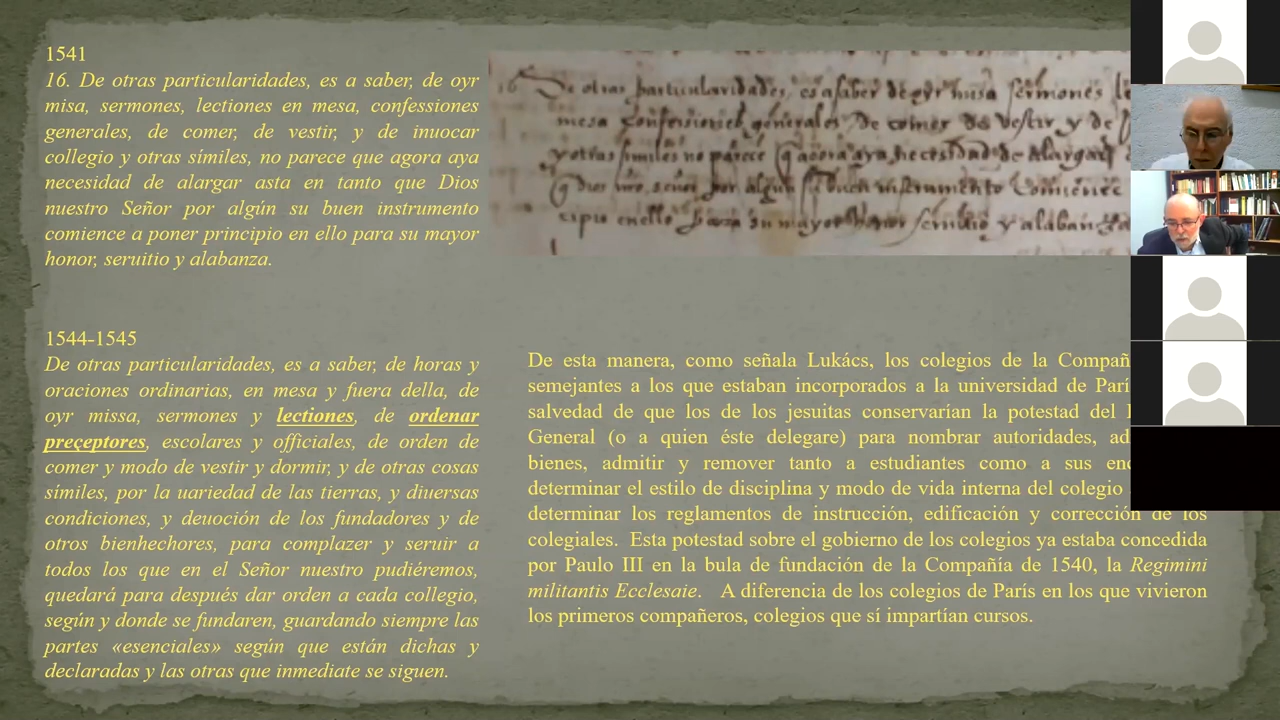 1541
16. De otras particularidades, es a saber, de oyr
misa, sermones, lectiones en mesa, confessiones
generales, de comer, de vestir, y de inuocar
collegio y otras símiles, no parece que agora aya
necesidad de alargar asta en tanto que Dios
nuestro Señor por algún su buen instrumento
comience a poner principio en ello para su mayor
honor, seruitio y alabanza.
16 De otras particularidades, es a saber de oyr misa sermones
mesa confessiones generales, de comer de vestir y de
y otras similes no parece q agora aya necesidad de alargar
q dios nro. señor por algun su buen instrumento comience
cipio en ello para su mayor honor servitio y alabanza
1544-1545
De otras particularidades, es a saber, de horas y
oraciones ordinarias, en mesa y fuera della, de
oyr missa, sermones y lectiones, de ordenar
preçeptores, escolares y officiales, de orden de
comer y modo de vestir y dormir, y de otras cosas
símiles, por la uariedad de las tierras, y diuersas
condiciones, y deuoción de los fundadores y de
otros bienhechores, para complazer y seruir a
todos los que en el Señor nuestro pudiéremos,
quedará para después dar orden a cada collegio,
según y donde se fundaren, guardando siempre las
partes «esenciales» según que están dichas y
declaradas y las otras que inmediate se siguen.
De esta manera, como señala Lukács, los colegios de la Compañ
semejantes a los que estaban incorporados a la universidad de Parí
salvedad de que los de los jesuitas conservarían la potestad del
General (o a quien éste delegare) para nombrar autoridades, ad
bienes, admitir y remover tanto a estudiantes como a sus enc
determinar el estilo de disciplina y modo de vida interna del colegio
determinar los reglamentos de instrucción, edificación y corrección de los
colegiales. Esta potestad sobre el gobierno de los colegios ya estaba concedida
por Paulo III en la bula de fundación de la Compañía de 1540, la Regimini
militantis Ecclesaie. A diferencia de los colegios de París en los que vivieron
los primeros compañeros, colegios que sí impartían cursos.